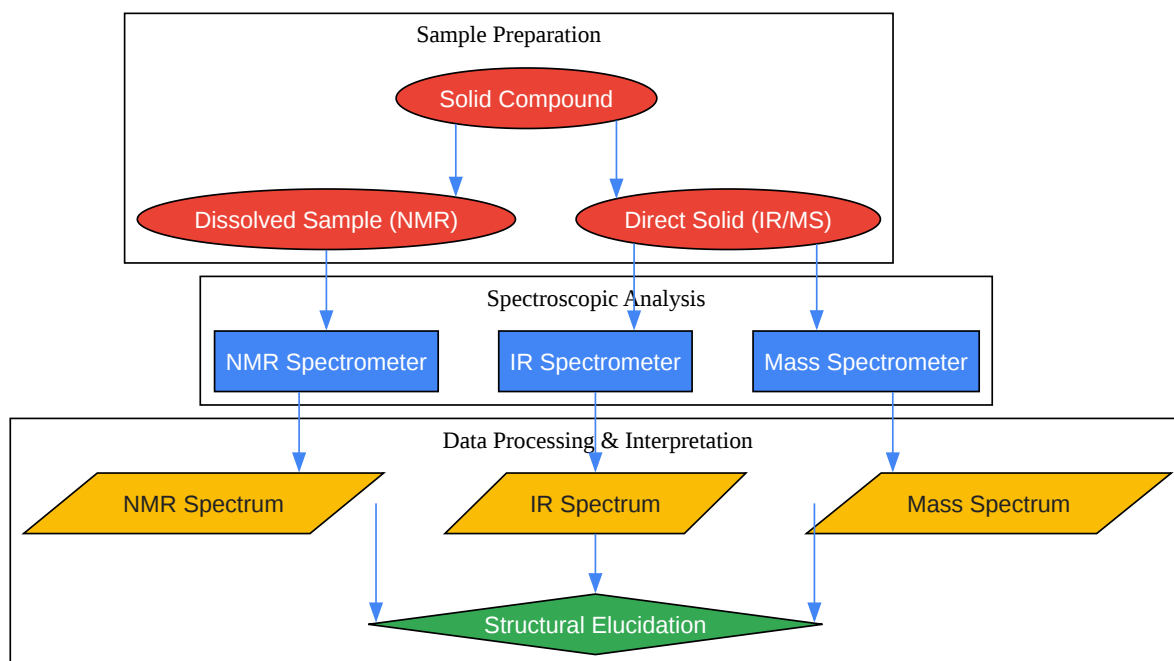 Sample Preparation
Solid Compound
Dissolved Sample (NMR)
Direct Solid (IR/MS)
Spectroscopic Analysis
NMR Spectrometer
IR Spectrometer
Mass Spectrometer
Data Processing & Interpretation
NMR Spectrum
IR Spectrum
Mass Spectrum
Structural Elucidation